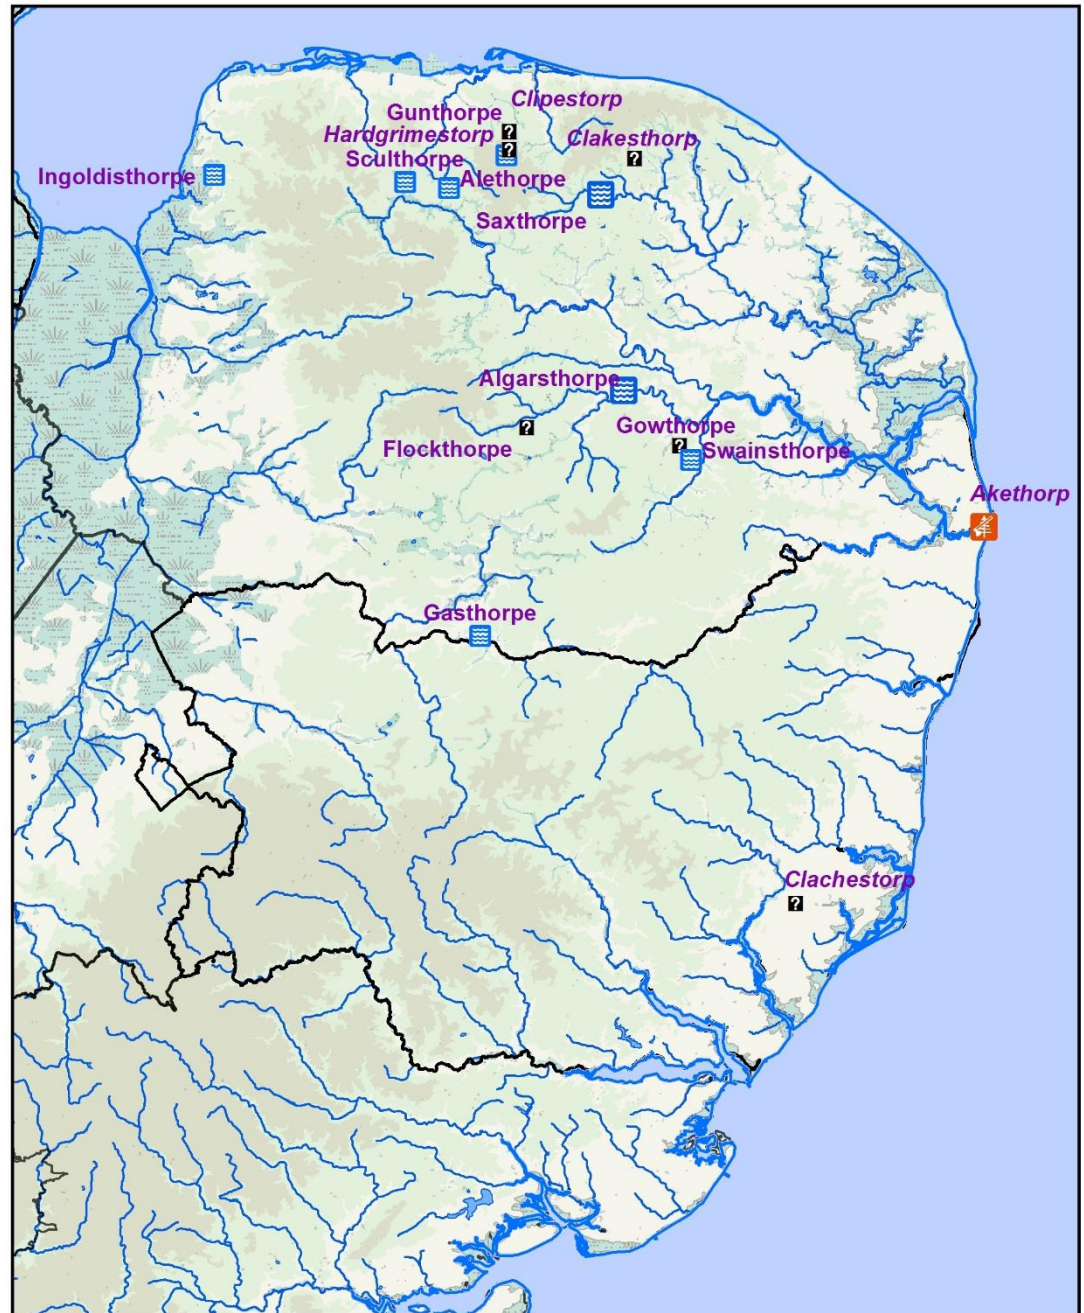 Clipestorp
Gunthorpe
?
Hardgrimestorp
?
Clakesthorp
?
Sculthorpe
Ingoldisthorpe
Alethorpe
Saxthorpe
Algarsthorpe
?
Gowthorpe
Flockthorpe
?
Swainsthorpe
Akethorp
Gasthorpe
Clachestorp
?